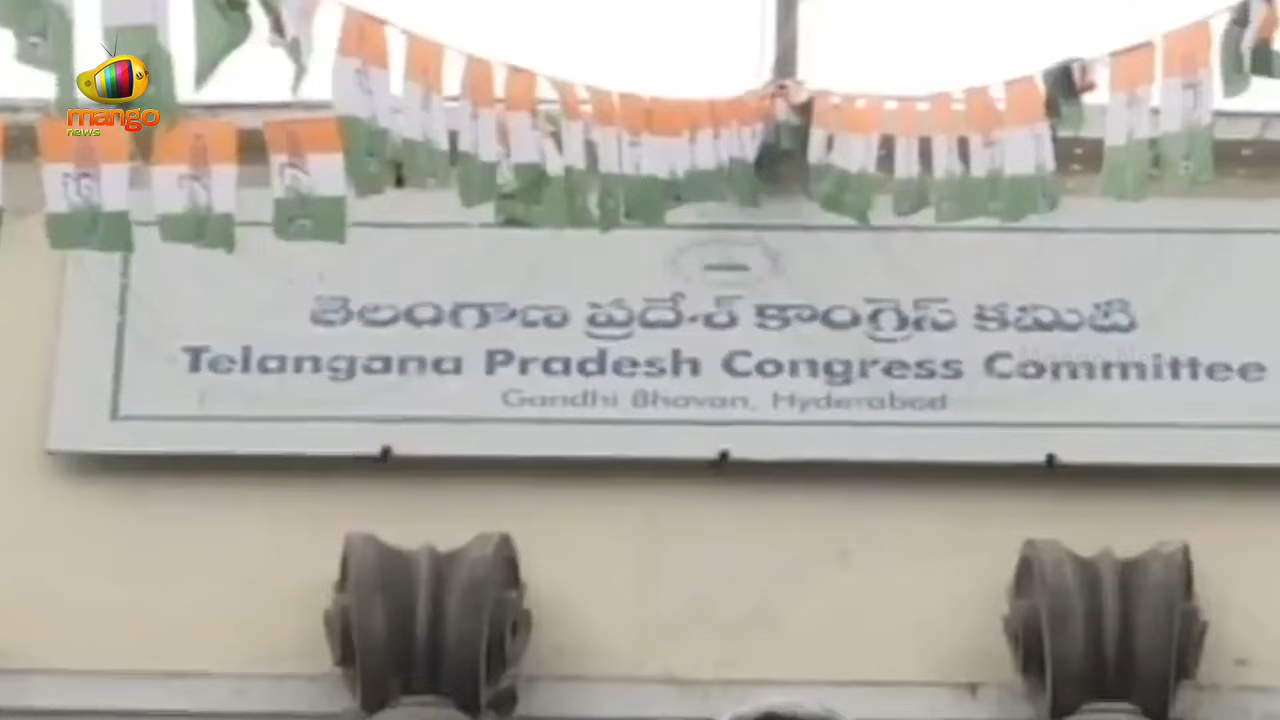 mango
news
తెలంగాణ ప్రదేశ్ కాంగ్రెస్ కమిటి
Telangana Pradesh Congress Committee
Gandhi Bhavan, Hyderabad